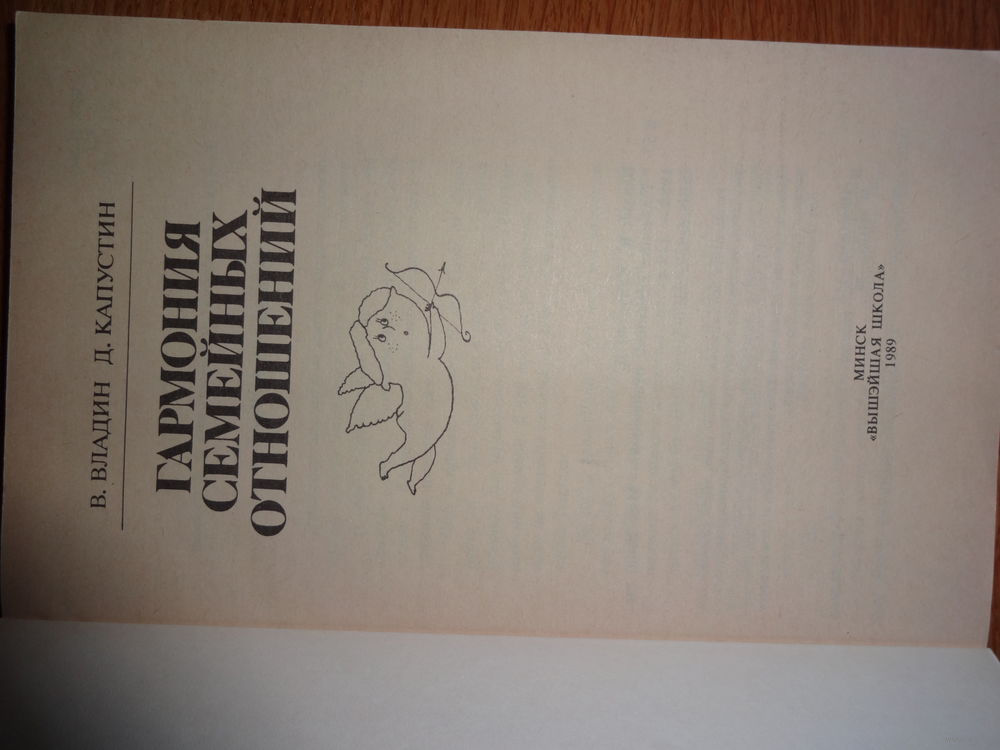 В. ВЛАДИН Д. КАПУСТИН
ГАРМОНИЯ
СЕМЕЙНЫХ
ОТНОШЕНИЙ
МИНСК
«ВЫШЭЙШАЯ ШКОЛА»
1989